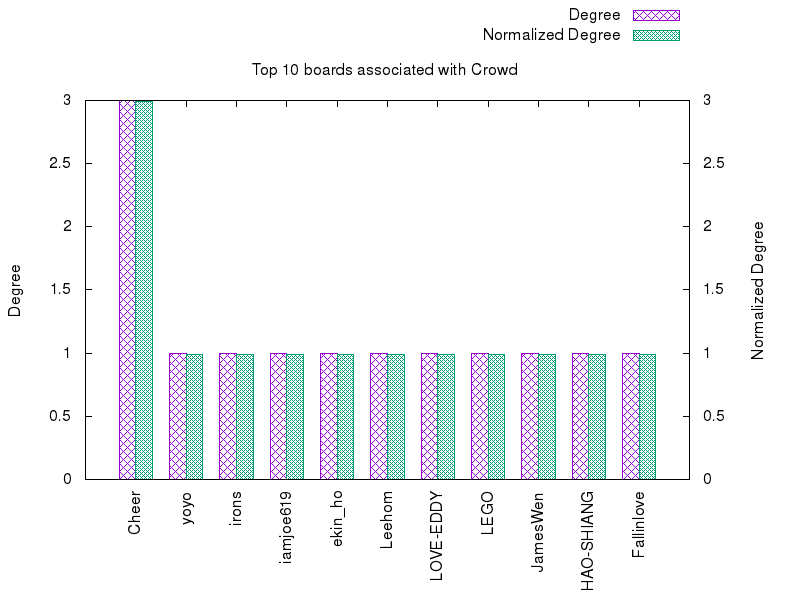 Degree
Normalized Degree
Top 10 boards associated with Crowd
3
2.5
2
1.5
1
0.5
0
3
2.5
2
1.5
1
0.5
0
Degree
Normalized Degree
Cheer
yoyo
irons
iamjoe619
ekin_ho
Leehom
LOVE-EDDY
LEGO
JamesWen
HAO-SHIANG
Fallinlove